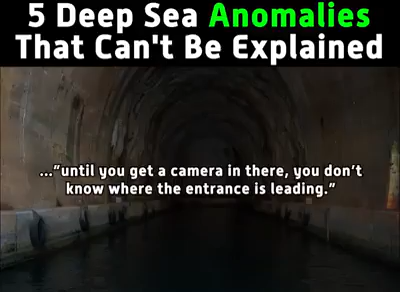 5 Deep Sea Anomalies
That Can't Be Explained
..."until you get a camera in there, you don't
know where the entrance is leading."